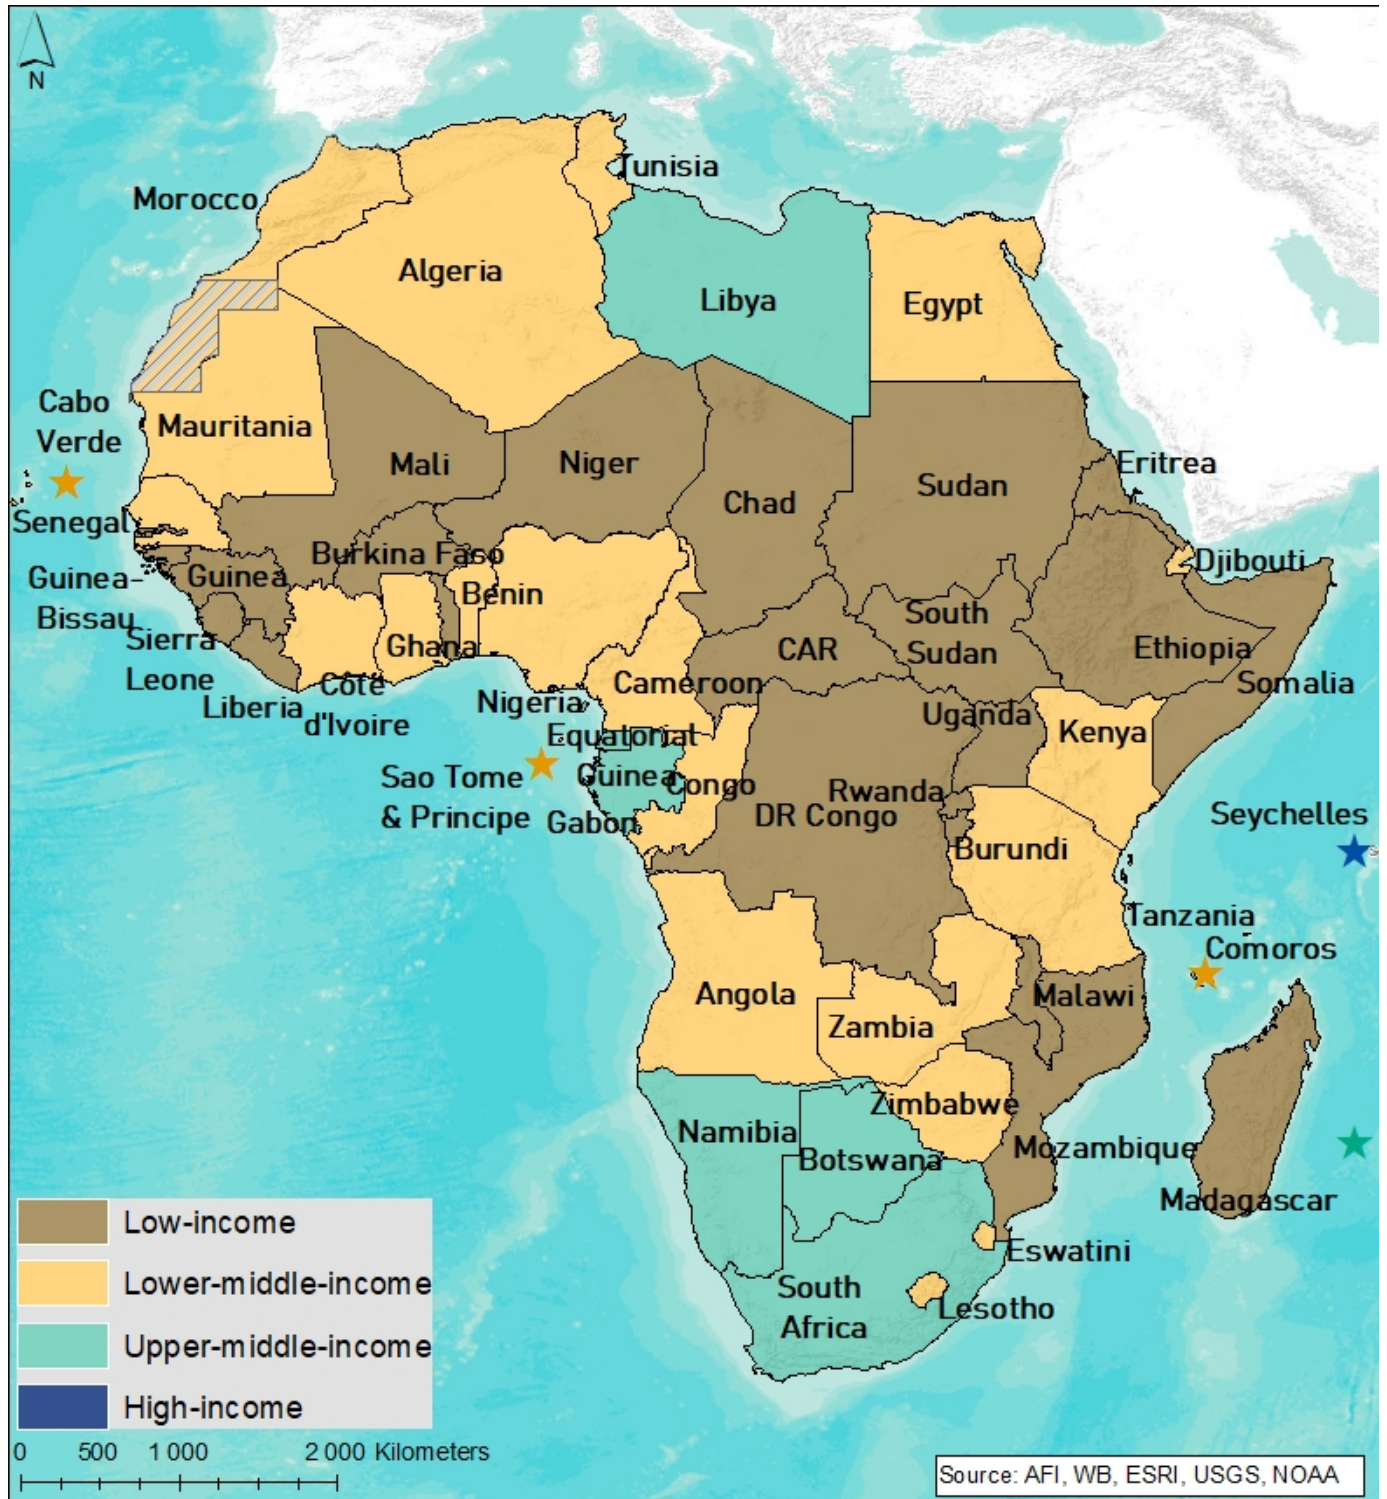 N
Tunisia
Morocco
Algeria
Libya
Egypt
Cabo
Verde
Mauritania
Mali
Niger
Chad
Sudan
Eritrea
Senegal
Burkina Faso
Djibouti
Guinea-
Bissau
Guinea
Benin
South
Sudan
Sierra
Leone
Ghana
CAR
Ethiopia
Somalia
Liberia
Côte
d'Ivoire
Nigeria
Cameroon
Uganda
Kenya
Equatorial
Guinea
Sao Tome
& Principe
Congo
Gabon
Rwanda
DR Congo
Burundi
Seychelles
S
Tanzania
Comoros
Angola
Malawi
Zambia
Zimbabwe
Namibia
Botswana
Mozambique
Madagascar
Eswatini
South
Africa
Lesotho
Low-income
Lower-middle-income
Upper-middle-income
High-income
0 500 1 000 2 000 Kilometers
Source: AFI, WB, ESRI, USGS, NOAA